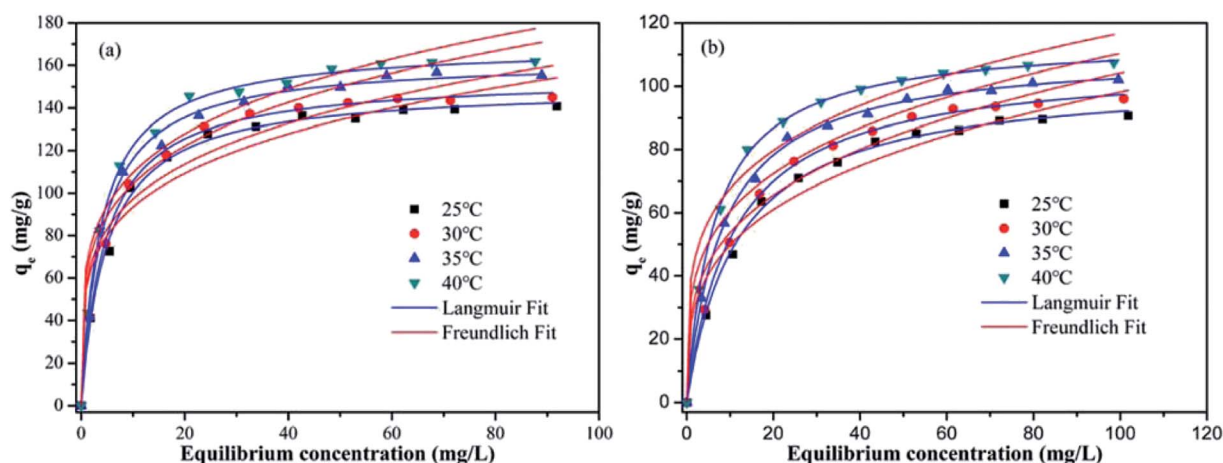 (a)
180
160
140
120
100
80
60
40
20
0
q_e (mg/g)
25°C
30°C
35°C
40°C
Langmuir Fit
Freundlich Fit
0 20 40 60 80 100
Equilibrium concentration (mg/L)
(b)
120
100
80
60
40
20
0
q_e (mg/g)
25°C
30°C
35°C
40°C
Langmuir Fit
Freundlich Fit
0 20 40 60 80 100 120
Equilibrium concentration (mg/L)